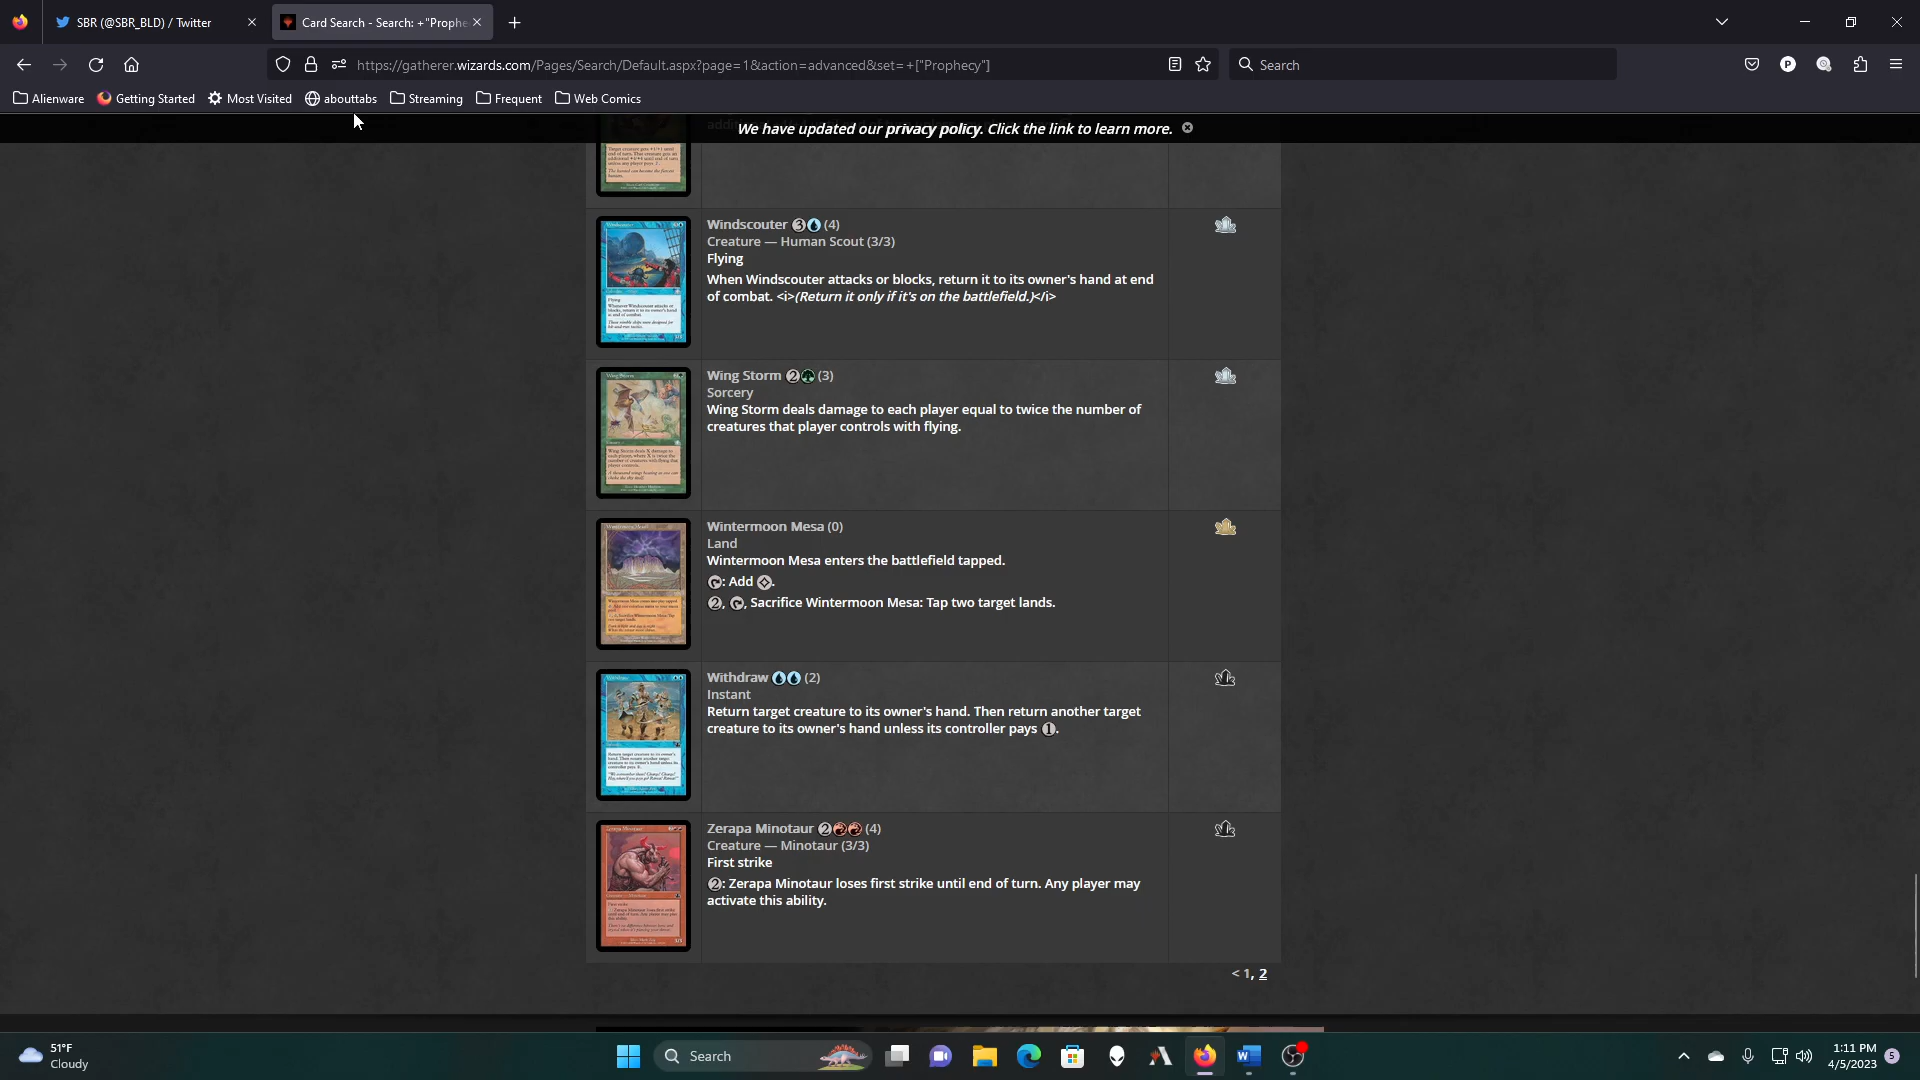 SBR (@SBR_BLD) / Twitter
Card Search - Search: +"Prophe
https://gatherer.wizards.com/Pages/Search/Default.aspx?page=1&action=advanced&set=+["Prophecy"]
Search
Alienware
Getting Started
Most Visited
abouttabs
Streaming
Frequent
Web Comics
We have updated our privacy policy. Click the link to learn more.
Windscouter 3 (4)
Creature — Human Scout (3/3)
Flying
When Windscouter attacks or blocks, return it to its owner's hand at end
of combat. <i>(Return it only if it's on the battlefield.)</i>
Wing Storm 2 (3)
Sorcery
Wing Storm deals damage to each player equal to twice the number of
creatures that player controls with flying.
Wintermoon Mesa (0)
Land
Wintermoon Mesa enters the battlefield tapped.
: Add .
2, , Sacrifice Wintermoon Mesa: Tap two target lands.
Withdraw (2)
Instant
Return target creature to its owner's hand. Then return another target
creature to its owner's hand unless its controller pays 1.
Zerapa Minotaur 2 (4)
Creature — Minotaur (3/3)
First strike
2: Zerapa Minotaur loses first strike until end of turn. Any player may
activate this ability.
< 1, 2
51°F
Cloudy
Search
1:11 PM
4/5/2023
5